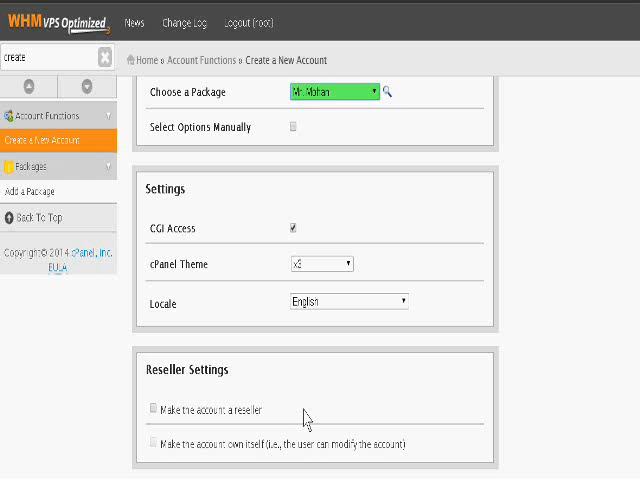 WHM VPS Optimized
News Change Log Logout (root)
create
Home » Account Functions » Create a New Account
Account Functions
Create a New Account
Packages
Add a Package
Back To Top
Copyright© 2014 cPanel, Inc.
EULA
Choose a Package Mr. Mohan
Select Options Manually
Settings
CGI Access
cPanel Theme x3
Locale English
Reseller Settings
Make the account a reseller
Make the account own itself (i.e., the user can modify the account)